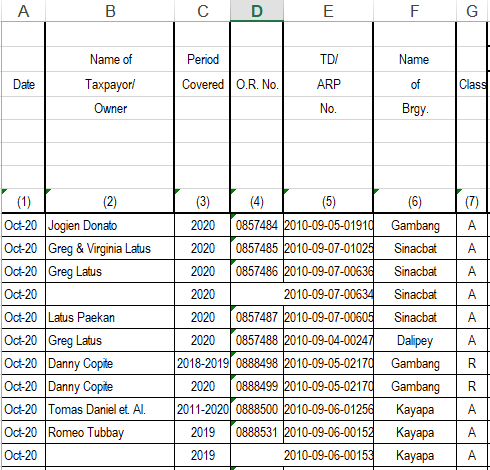 A B C D E F G
Name of Period TD/ Name
Date Taxpayor/ Covered O.R. No. ARP of Class
Owner No. Brgy.
(1) (2) (3) (4) (5) (6) (7)
Oct-20 Jogien Donato 2020 0857484 2010-09-05-01910 Gambang A
Oct-20 Greg & Virginia Latus 2020 0857485 2010-09-07-01025 Sinacbat A
Oct-20 Greg Latus 2020 0857486 2010-09-07-00636 Sinacbat A
Oct-20 2020 2010-09-07-00634 Sinacbat A
Oct-20 Latus Paekan 2020 0857487 2010-09-07-00605 Sinacbat A
Oct-20 Greg Latus 2020 0857488 2010-09-04-00247 Dalipey A
Oct-20 Danny Copite 2018-2019 0888498 2010-09-05-02170 Gambang R
Oct-20 Danny Copite 2020 0888499 2010-09-05-02170 Gambang R
Oct-20 Tomas Daniel et. Al. 2011-2020 0888500 2010-09-06-01256 Kayapa A
Oct-20 Romeo Tubbay 2019 0888531 2010-09-06-00152 Kayapa A
Oct-20 2019 2010-09-06-00153 Kayapa A